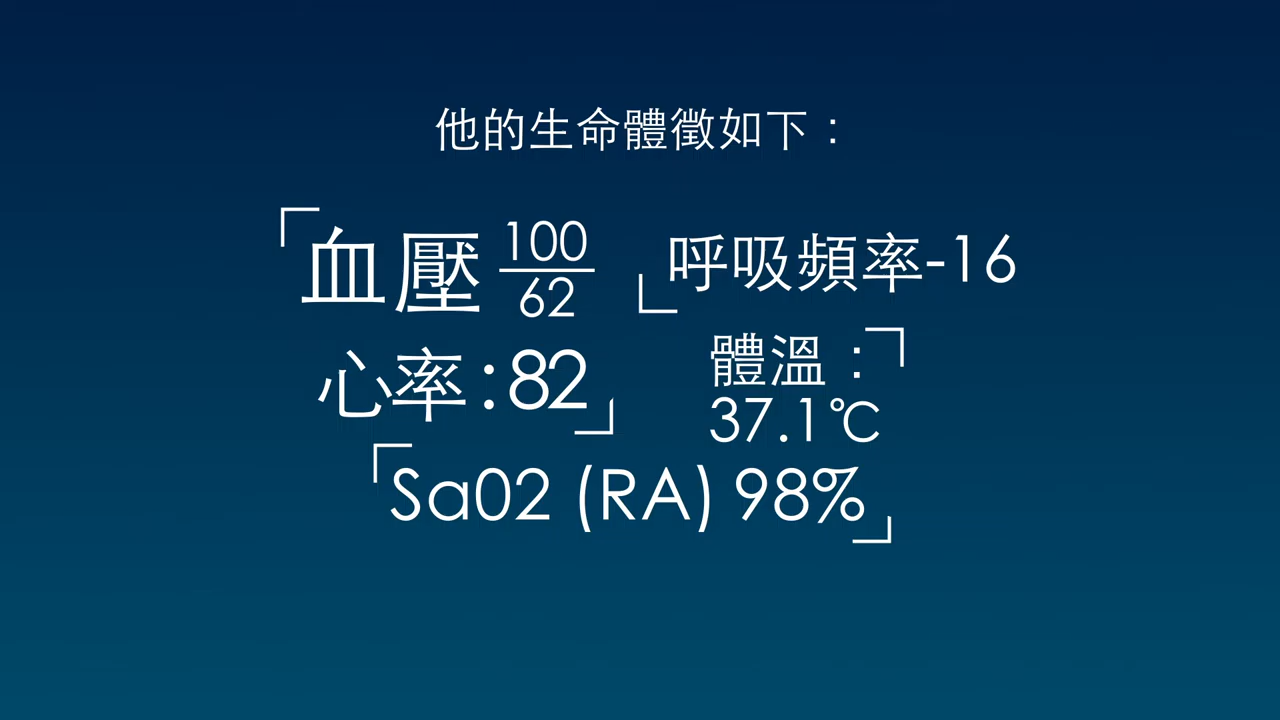 他的生命體徵如下：
血壓 100/62
呼吸頻率-16
心率:82
體溫：
37.1℃
Sa02 (RA) 98%